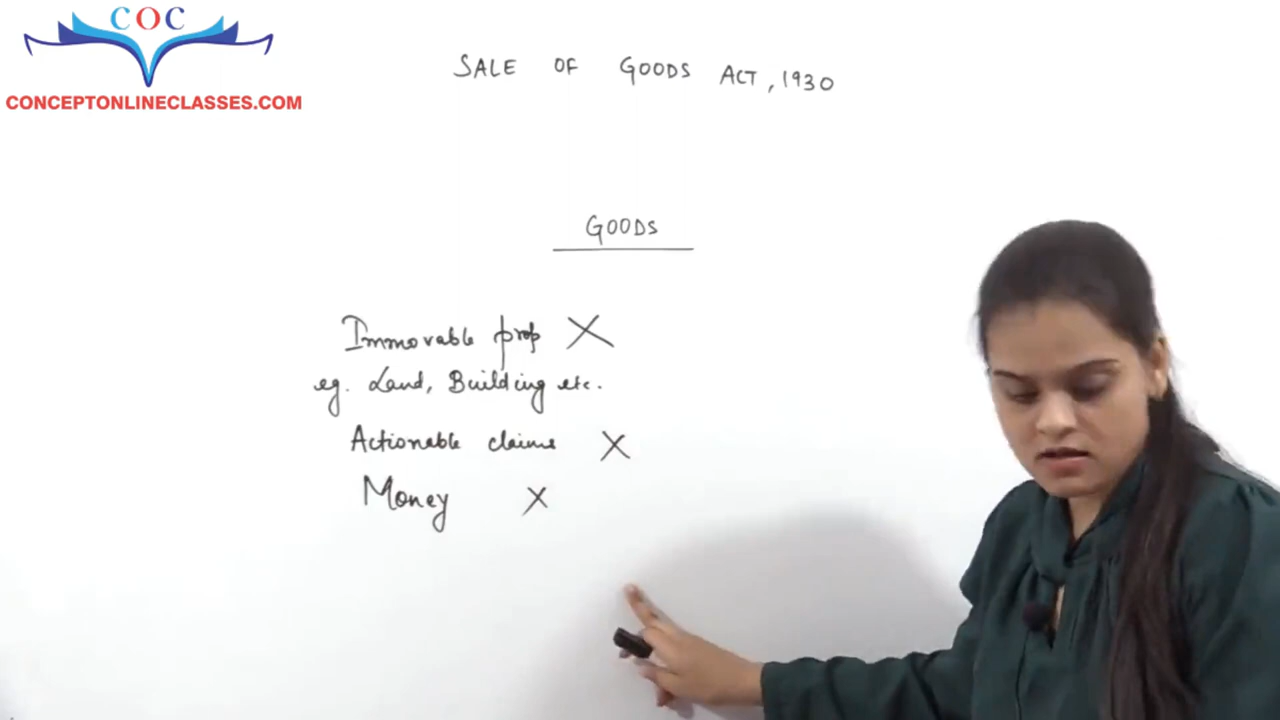 COC
CONCEPTONLINECLASSES.COM
SALE OF GOODS ACT, 1930
GOODS
Immovable prop X
eg. Land, Building etc.
Actionable claims X
Money X